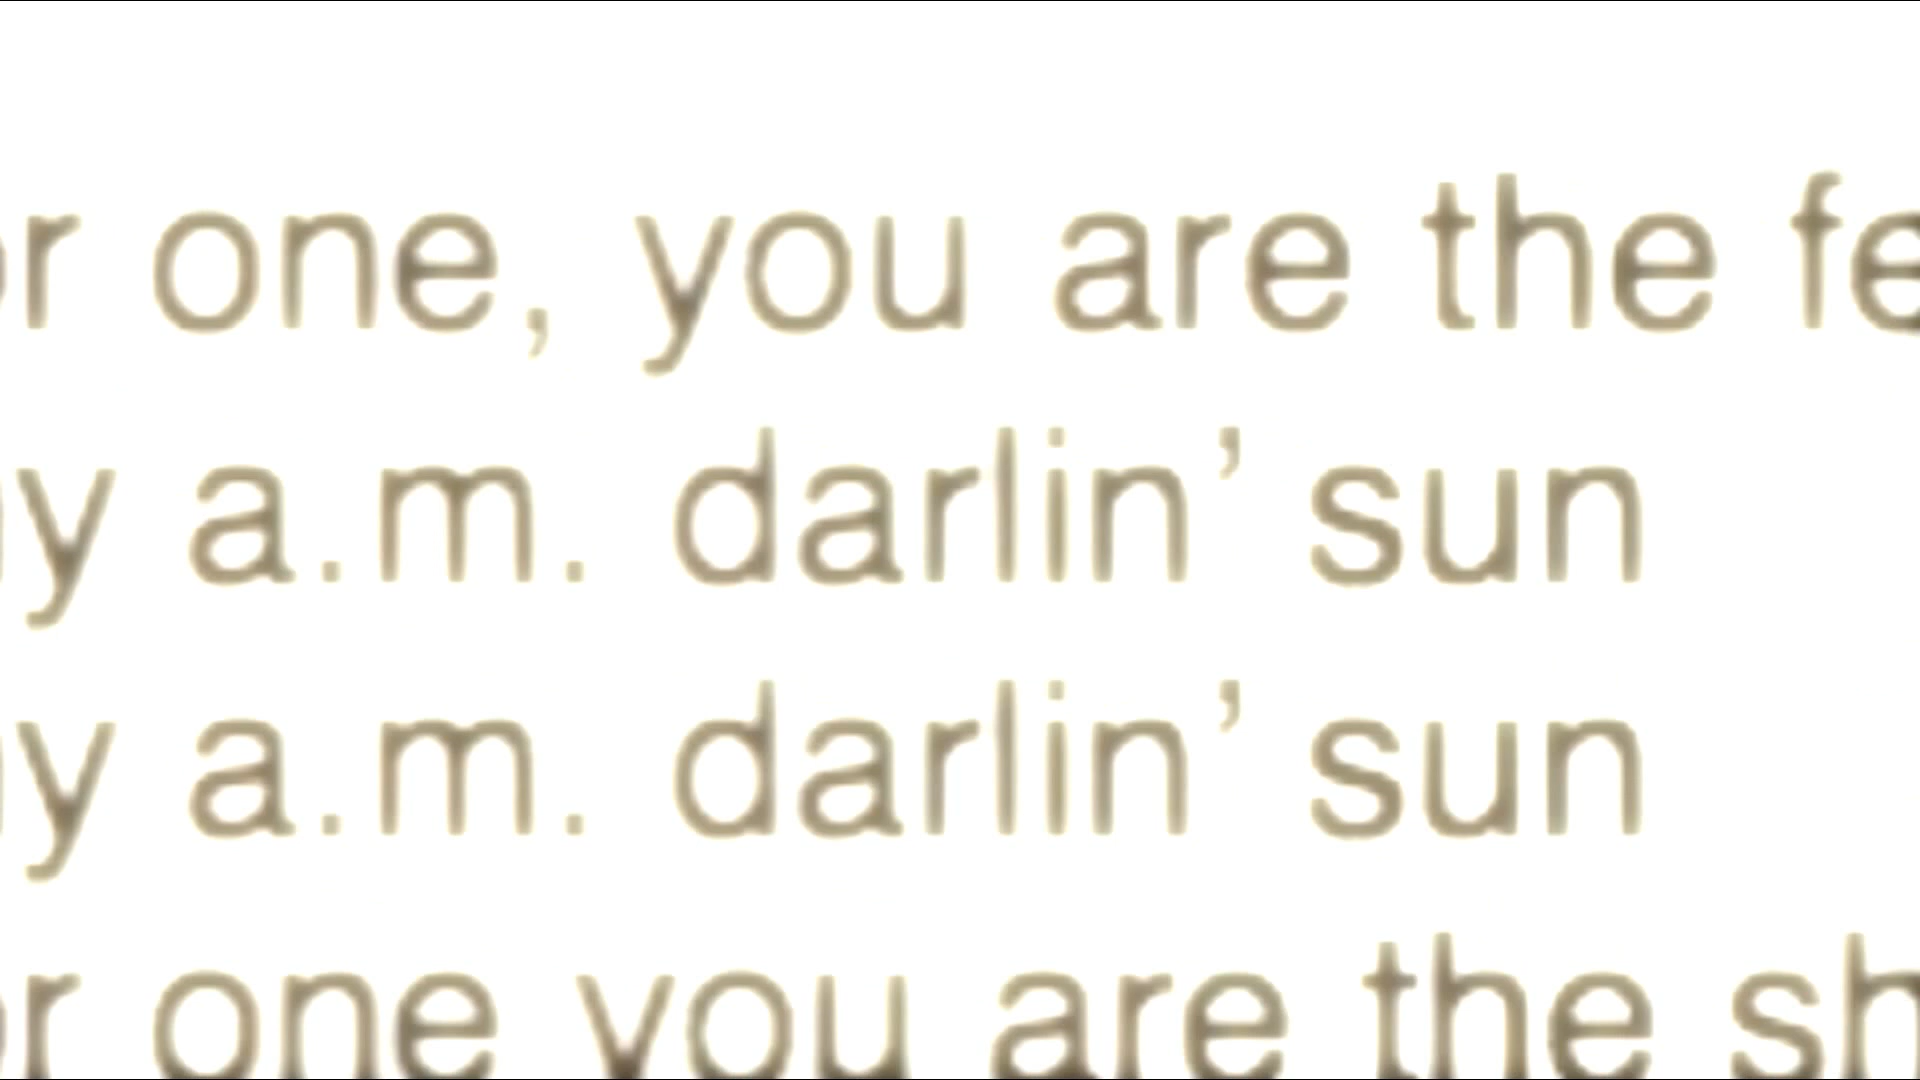 one, you are the
a.m. darlin’ sun
a.m. darlin’ sun
one you are the